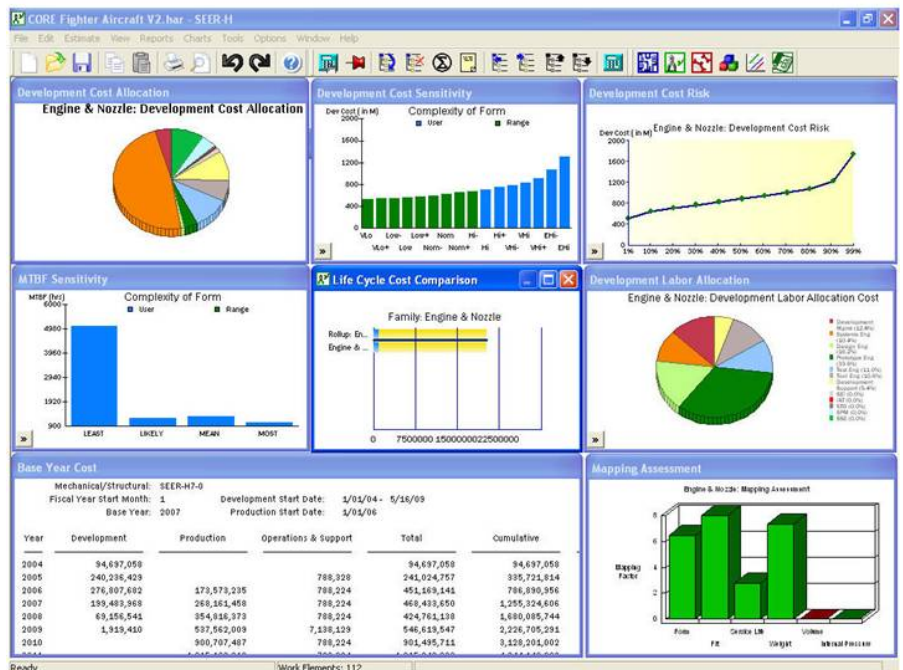 CORE Fighter Aircraft V2.har - SEER-H
File Edit Estimate View Reports Charts Tools Options Window Help
Development Cost Allocation
Engine & Nozzle: Development Cost Allocation
Development Cost Sensitivity
Dev Cost ( in M) Complexity of Form
User Range
2000
1600
1200
800
400
0
VLo Low- Low+ Nom Hi- Hi+ VHi EHi-
VLo+ Low Nom- Nom+ Hi VHi- VHi+ EHi
Development Cost Risk
Dev Cost ( in M) Engine & Nozzle: Development Cost Risk
2000
1600
1200
800
400
0
1% 10% 20% 30% 40% 50% 60% 70% 80% 90% 99%
MTBF Sensitivity
MTBF (hrs) Complexity of Form
User Range
6000
4980
3960
2940
1920
900
LEAST LIKELY MEAN MOST
Life Cycle Cost Comparison
Family: Engine & Nozzle
Rollup: En...
Engine & ...
0 7500000 15000000 22500000
Development Labor Allocation
Engine & Nozzle: Development Labor Allocation Cost
Development
Systems Eng
Design Eng
Prototype Eng
Test Eng
Tool Eng
Development
Support
Base Year Cost
Mechanical/Structural: SEER-H7-0
Fiscal Year Start Month: 1 Development Start Date: 1/01/04 - 5/16/09
Base Year: 2007 Production Start Date: 1/01/06
Year Development Production Operations & Support Total Cumulative
2004 94,697,058 94,697,058 94,697,058
2005 240,236,429 788,328 241,024,757 335,721,814
2006 276,807,682 173,573,235 788,224 451,169,141 786,890,956
2007 199,483,968 268,161,458 788,224 468,433,650 1,255,324,606
2008 69,156,541 354,816,373 788,224 424,761,138 1,680,085,744
2009 1,919,410 537,562,009 7,138,129 546,619,547 2,226,705,291
2010 900,707,487 788,224 901,495,711 3,128,201,002
Mapping Assessment
Engine & Nozzle: Mapping Assessment
Mapping
Factor
8
6
4
2
0
Form Service Life Volume
Fit Weight Internal Pressure
Ready Work Elements: 112